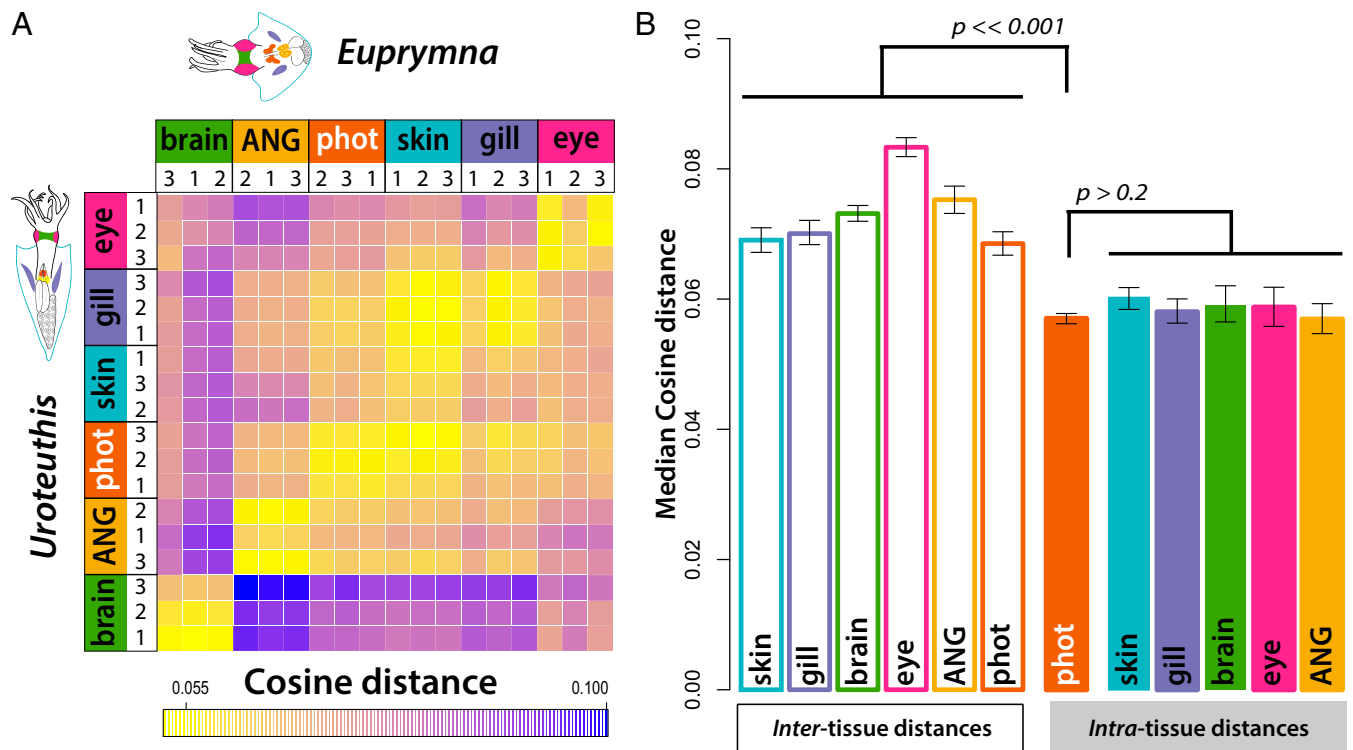 A
Euprymna
brain ANG phot skin gill eye
3 1 2 2 1 3 2 3 1 1 2 3 1 2 3 1 2 3
Uroteuthis
eye
1
2
3
gill
3
2
1
skin
1
3
2
phot
3
2
1
ANG
2
1
3
brain
3
2
1
0.055 Cosine distance 0.100
B
p << 0.001
p > 0.2
Median Cosine distance
0.10
0.08
0.06
0.04
0.02
0.00
skin gill brain eye ANG phot phot skin gill brain eye ANG
Inter-tissue distances Intra-tissue distances